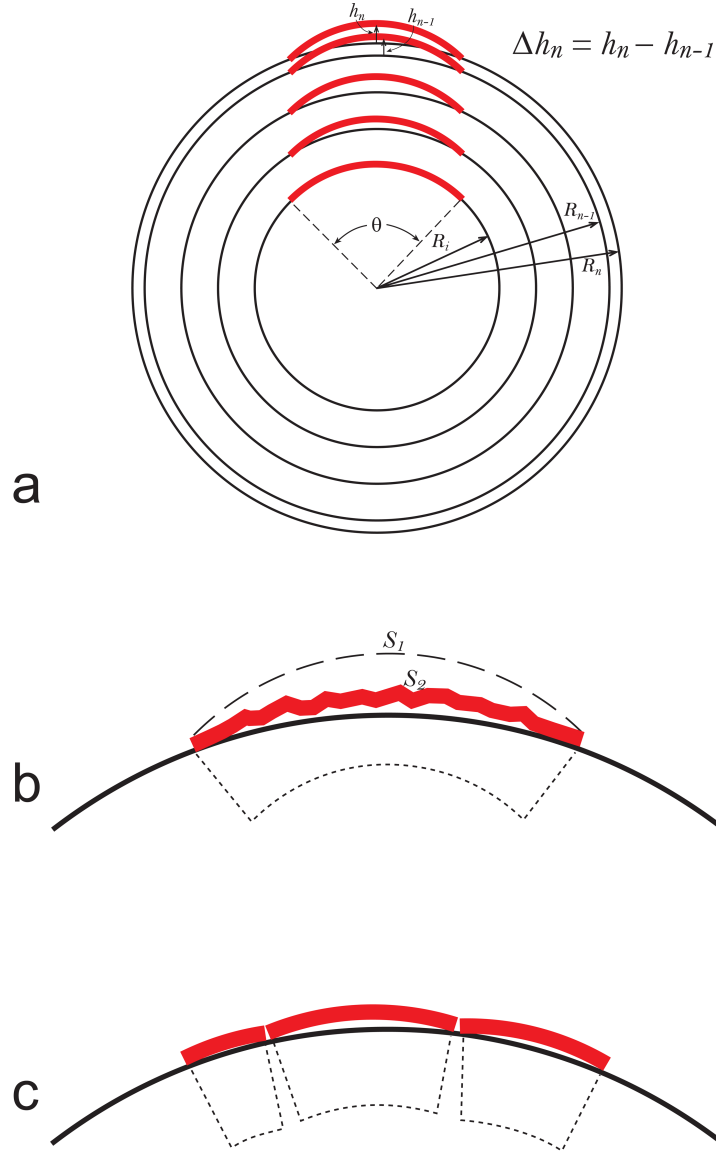 hₙ hₙ₋₁
Δhₙ = hₙ – hₙ₋₁
θ
Rᵢ
Rₙ₋₁
Rₙ
a
S₁
S₂
b
c